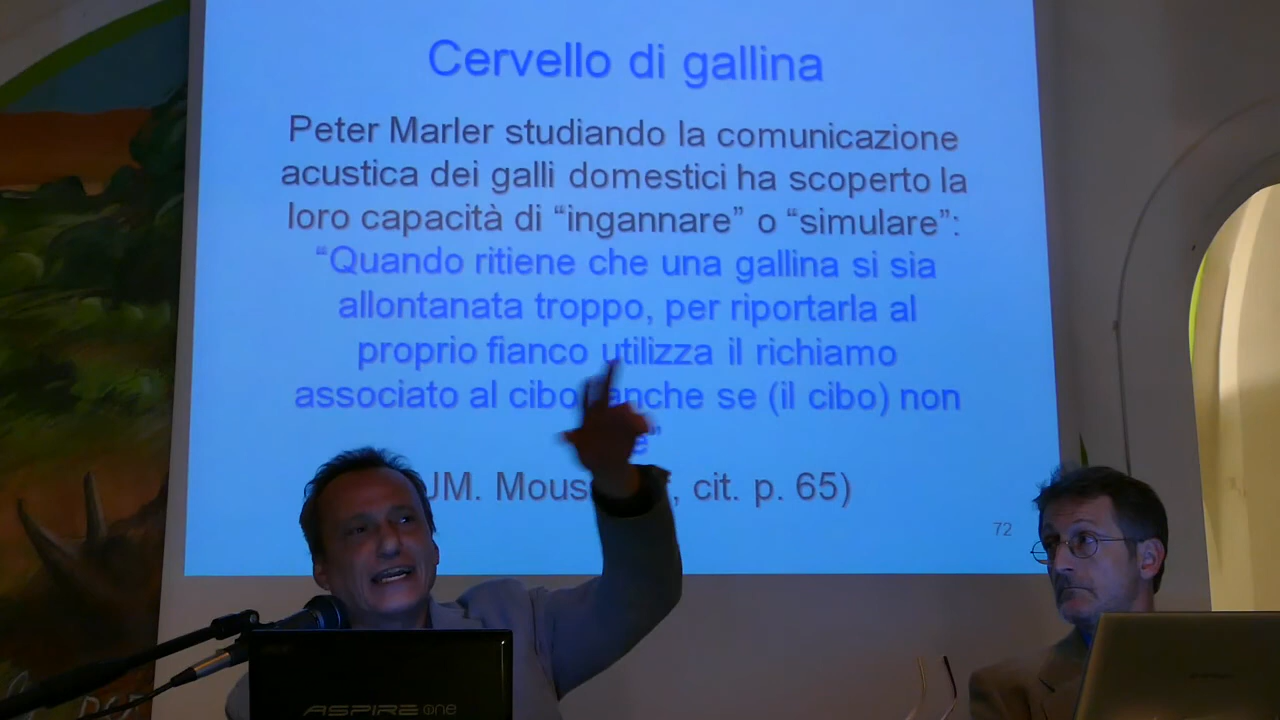 Cervello di gallina
Peter Marler studiando la comunicazione
acustica dei galli domestici ha scoperto la
loro capacità di “ingannare” o “simulare”:
“Quando ritiene che una gallina si sia
allontanata troppo, per riportarla al
proprio fianco utilizza il richiamo
associato al cibo anche se (il cibo) non
JM. , cit. p. 65)
72
ASPIRE one